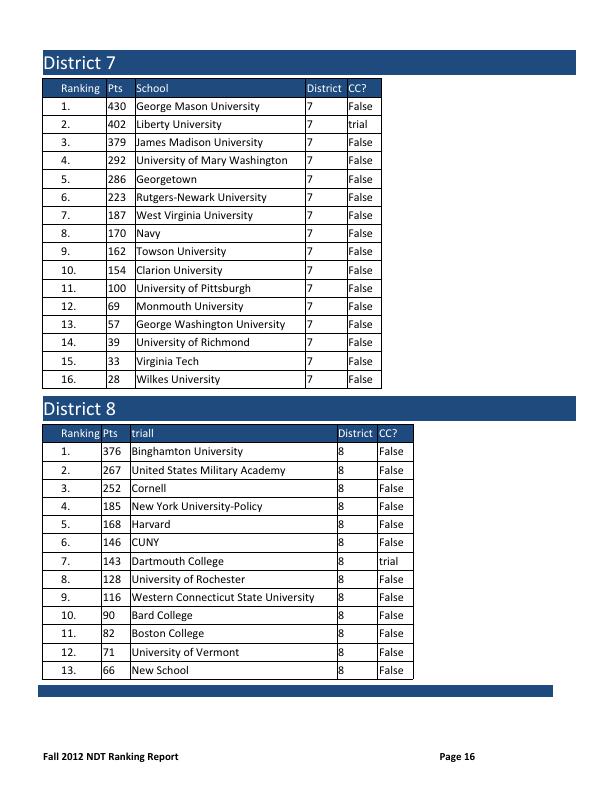 District 7
Ranking Pts School District CC?
1. 430 George Mason University 7 False
2. 402 Liberty University 7 trial
3. 379 James Madison University 7 False
4. 292 University of Mary Washington 7 False
5. 286 Georgetown 7 False
6. 223 Rutgers-Newark University 7 False
7. 187 West Virginia University 7 False
8. 170 Navy 7 False
9. 162 Towson University 7 False
10. 154 Clarion University 7 False
11. 100 University of Pittsburgh 7 False
12. 69 Monmouth University 7 False
13. 57 George Washington University 7 False
14. 39 University of Richmond 7 False
15. 33 Virginia Tech 7 False
16. 28 Wilkes University 7 False
District 8
Ranking Pts triall District CC?
1. 376 Binghamton University 8 False
2. 267 United States Military Academy 8 False
3. 252 Cornell 8 False
4. 185 New York University-Policy 8 False
5. 168 Harvard 8 False
6. 146 CUNY 8 False
7. 143 Dartmouth College 8 trial
8. 128 University of Rochester 8 False
9. 116 Western Connecticut State University 8 False
10. 90 Bard College 8 False
11. 82 Boston College 8 False
12. 71 University of Vermont 8 False
13. 66 New School 8 False
Fall 2012 NDT Ranking Report Page 16